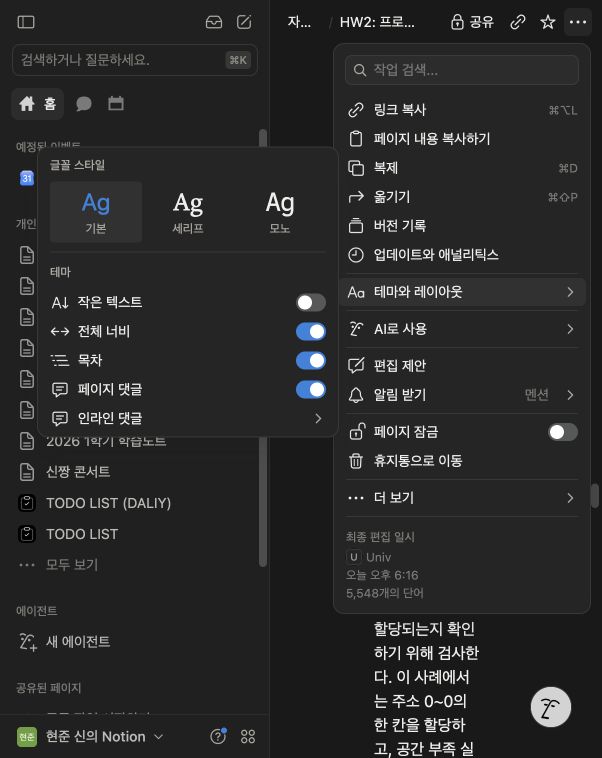 자...
/
HW2: 프로...
공유
검색하거나 질문하세요.
⌘K
홈
예정된 이벤트
31
개인
글꼴 스타일
Ag
Ag
Ag
기본
세리프
모노
테마
작은 텍스트
전체 너비
목차
페이지 댓글
인라인 댓글
2026 1학기 학습노트
신짱 콘서트
TODO LIST (DALIY)
TODO LIST
모두 보기
에이전트
새 에이전트
공유된 페이지
현준
현준 신의 Notion
작업 검색...
링크 복사
⌘⌥L
페이지 내용 복사하기
복제
⌘D
옮기기
⌘⇧P
버전 기록
업데이트와 애널리틱스
Aa
테마와 레이아웃
AI로 사용
편집 제안
알림 받기
멘션
페이지 잠금
휴지통으로 이동
더 보기
최종 편집 일시
U
Univ
오늘 오후 6:16
5,548개의 단어
할당되는지 확인
하기 위해 검사한
다. 이 사례에서
는 주소 0~0의
한 칸을 할당하
고, 공간 부족 실